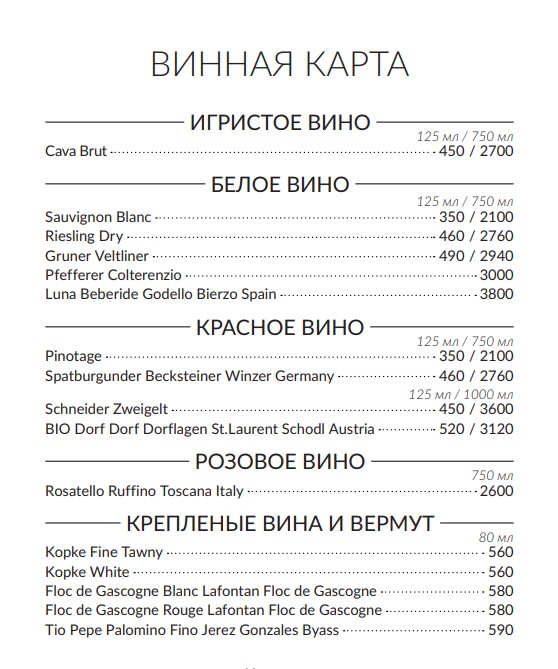 ВИННАЯ КАРТА
ИГРИСТОЕ ВИНО
125 мл / 750 мл
Cava Brut 450 / 2700
БЕЛОЕ ВИНО
125 мл / 750 мл
Sauvignon Blanc 350 / 2100
Riesling Dry 460 / 2760
Gruner Veltliner 490 / 2940
Pfefferer Colterenzio 3000
Luna Beberide Godello Bierzo Spain 3800
КРАСНОЕ ВИНО
125 мл / 750 мл
Pinotage 350 / 2100
Spatburgunder Becksteiner Winzer Germany 460 / 2760
125 мл / 1000 мл
Schneider Zweigelt 450 / 3600
BIO Dorf Dorf Dorflagen St.Laurent Schodl Austria 520 / 3120
РОЗОВОЕ ВИНО
750 мл
Rosatello Ruffino Toscana Italy 2600
КРЕПЛЕНЫЕ ВИНА И ВЕРМУТ
80 мл
Kopke Fine Tawny 560
Kopke White 560
Floc de Gascogne Blanc Lafontan Floc de Gascogne 580
Floc de Gascogne Rouge Lafontan Floc de Gascogne 580
Tio Pepe Palomino Fino Jerez Gonzales Byass 590